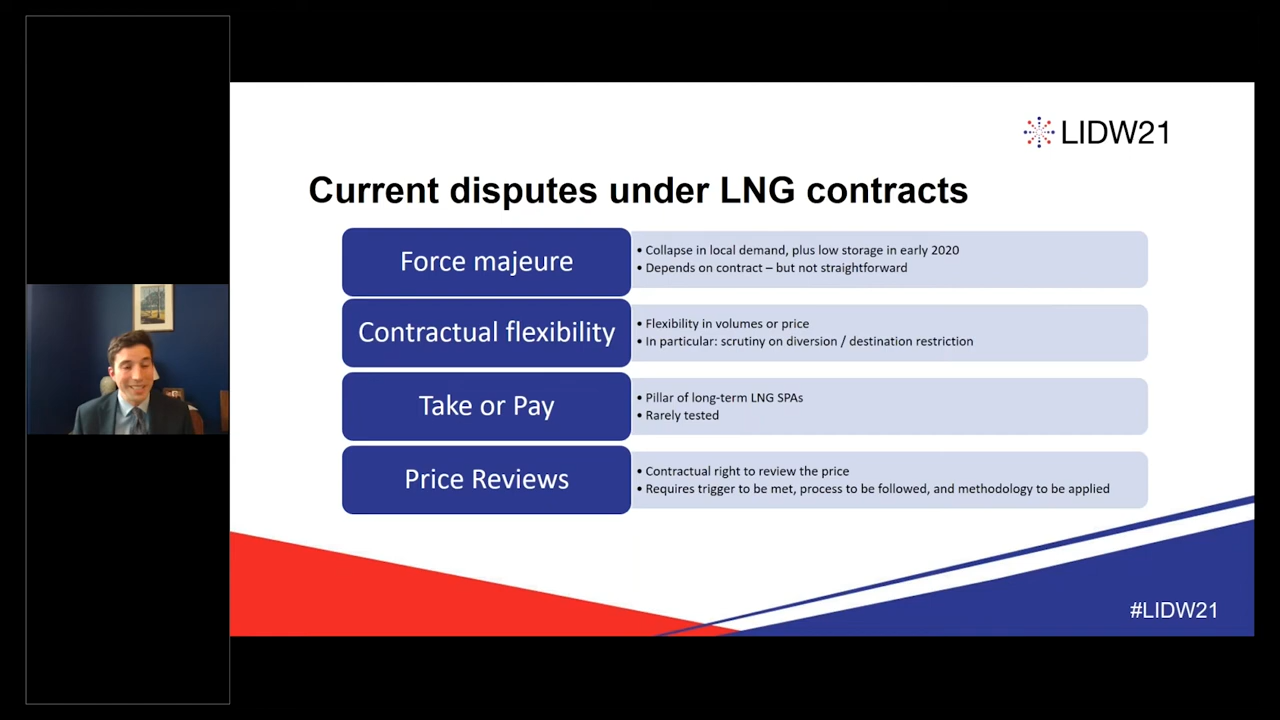 LIDW21
Current disputes under LNG contracts
Force majeure
• Collapse in local demand, plus low storage in early 2020
• Depends on contract – but not straightforward
Contractual flexibility
• Flexibility in volumes or price
• In particular: scrutiny on diversion / destination restriction
Take or Pay
• Pillar of long-term LNG SPAs
• Rarely tested
Price Reviews
• Contractual right to review the price
• Requires trigger to be met, process to be followed, and methodology to be applied
#LIDW21